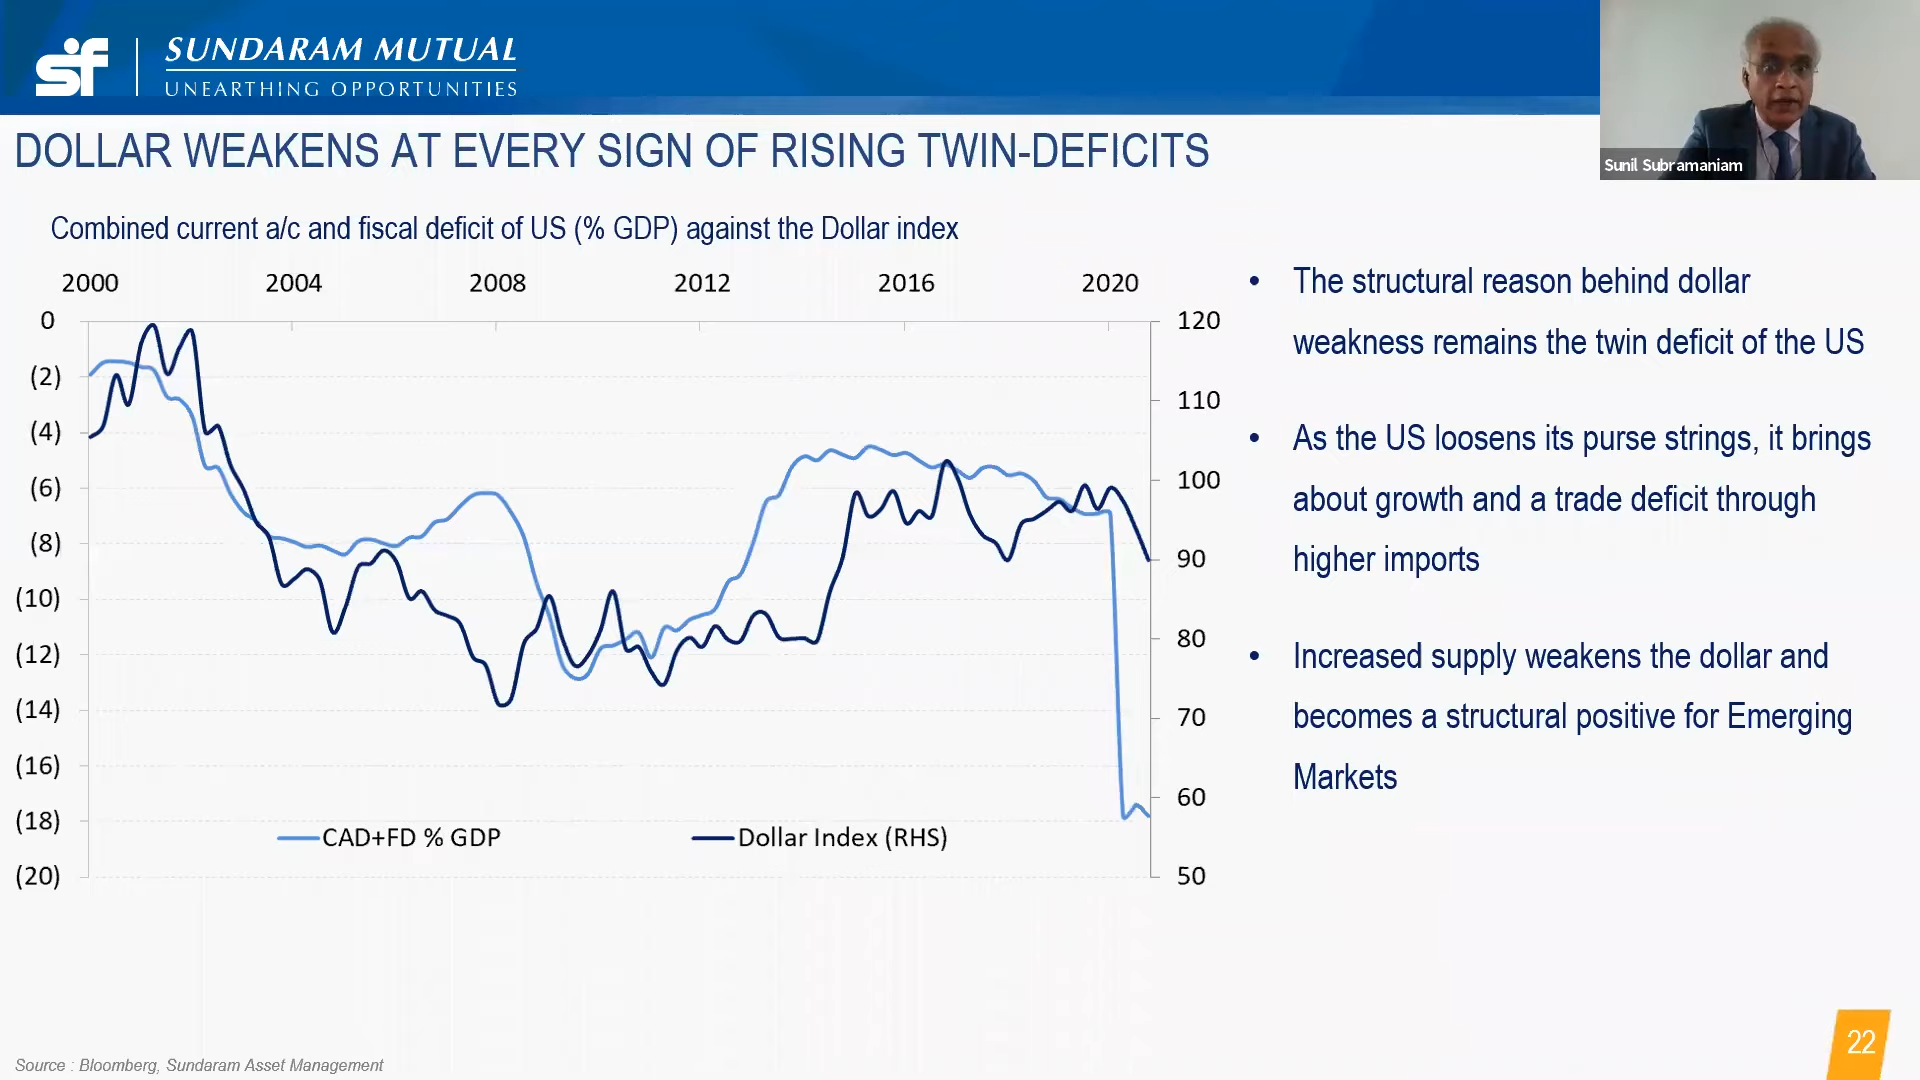 sf
SUNDARAM MUTUAL
UNEARTHING OPPORTUNITIES
Sunil Subramaniam
DOLLAR WEAKENS AT EVERY SIGN OF RISING TWIN-DEFICITS
Combined current a/c and fiscal deficit of US (% GDP) against the Dollar index
2000 2004 2008 2012 2016 2020
0
(2)
(4)
(6)
(8)
(10)
(12)
(14)
(16)
(18)
(20)
120
110
100
90
80
70
60
50
CAD+FD % GDP
Dollar Index (RHS)
• The structural reason behind dollar
weakness remains the twin deficit of the US
• As the US loosens its purse strings, it brings
about growth and a trade deficit through
higher imports
• Increased supply weakens the dollar and
becomes a structural positive for Emerging
Markets
Source : Bloomberg, Sundaram Asset Management
22